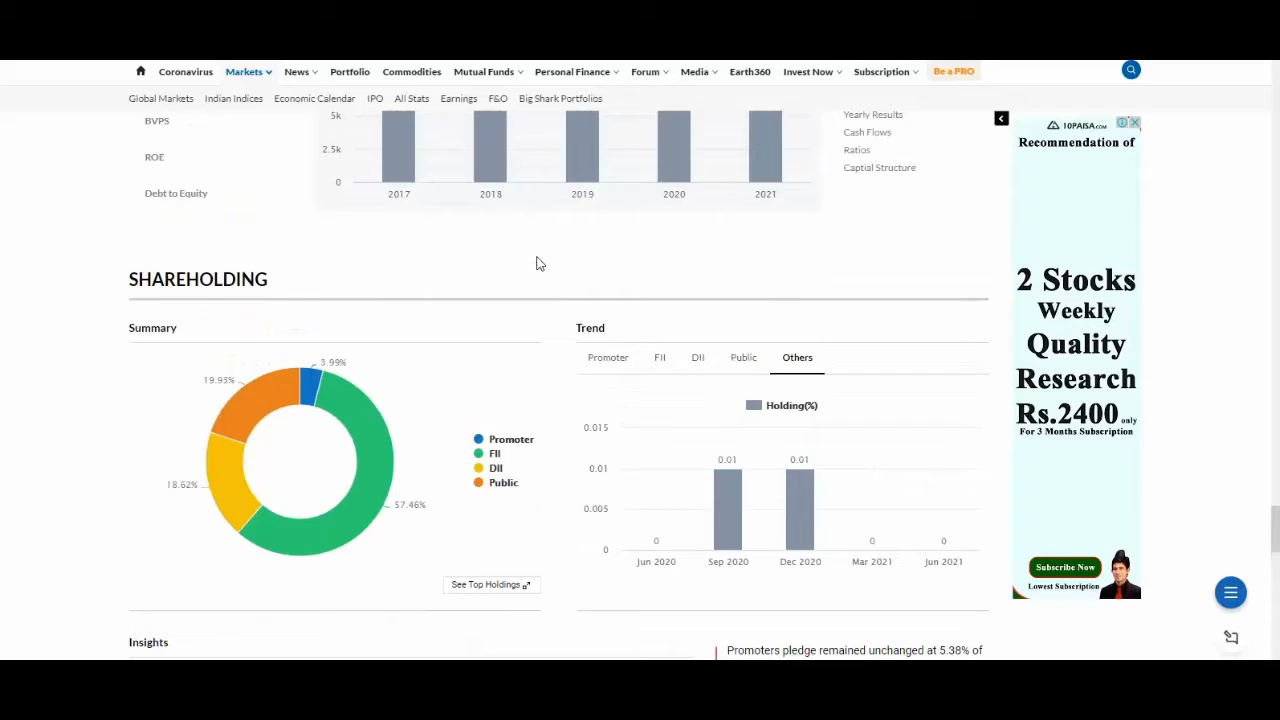 Coronavirus Markets News Portfolio Commodities Mutual Funds Personal Finance Forum Media Earth360 Invest Now Subscription Be a PRO
Global Markets Indian Indices Economic Calendar IPO All Stats Earnings F&O Big Shark Portfolios
BVPS
ROE
Debt to Equity
5k
2.5k
0
2017 2018 2019 2020 2021
Yearly Results
Cash Flows
Ratios
Captial Structure
SHAREHOLDING
Summary
3.99%
19.93%
18.62%
57.46%
Promoter
FII
DII
Public
See Top Holdings
Trend
Promoter FII DII Public Others
Holding(%)
0.015
0.01
0.005
0
0 0.01 0.01 0 0
Jun 2020 Sep 2020 Dec 2020 Mar 2021 Jun 2021
Insights
Promoters pledge remained unchanged at 5.38% of
10PAISA.COM
Recommendation of
2 Stocks
Weekly
Quality
Research
Rs.2400 only
For 3 Months Subscription
Subscribe Now
Lowest Subscription